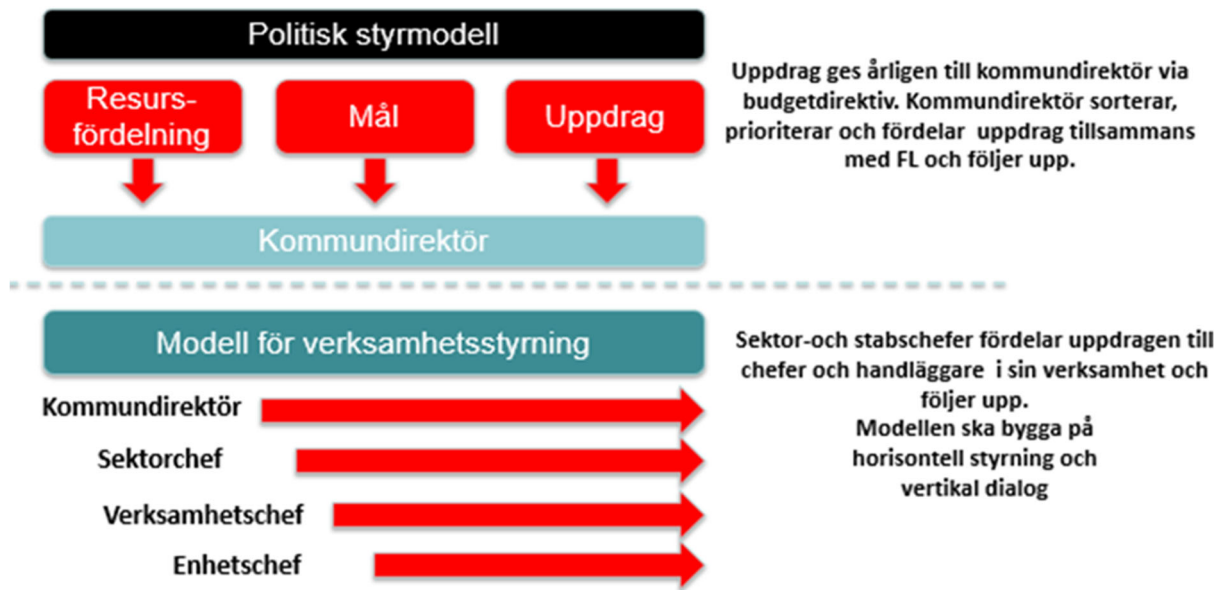 Politisk styrmodell
Resurs-
fördelning
Mål
Uppdrag
Kommundirektör
Uppdrag ges årligen till kommundirektör via
budgetdirektiv. Kommundirektör sorterar,
prioriterar och fördelar uppdrag tillsammans
med FL och följer upp.
Modell för verksamhetsstyrning
Kommundirektör
Sektorchef
Verksamhetschef
Enhetschef
Sektor-och stabschefer fördelar uppdragen till
chefer och handläggare i sin verksamhet och
följer upp.
Modellen ska bygga på
horisontell styrning och
vertikal dialog